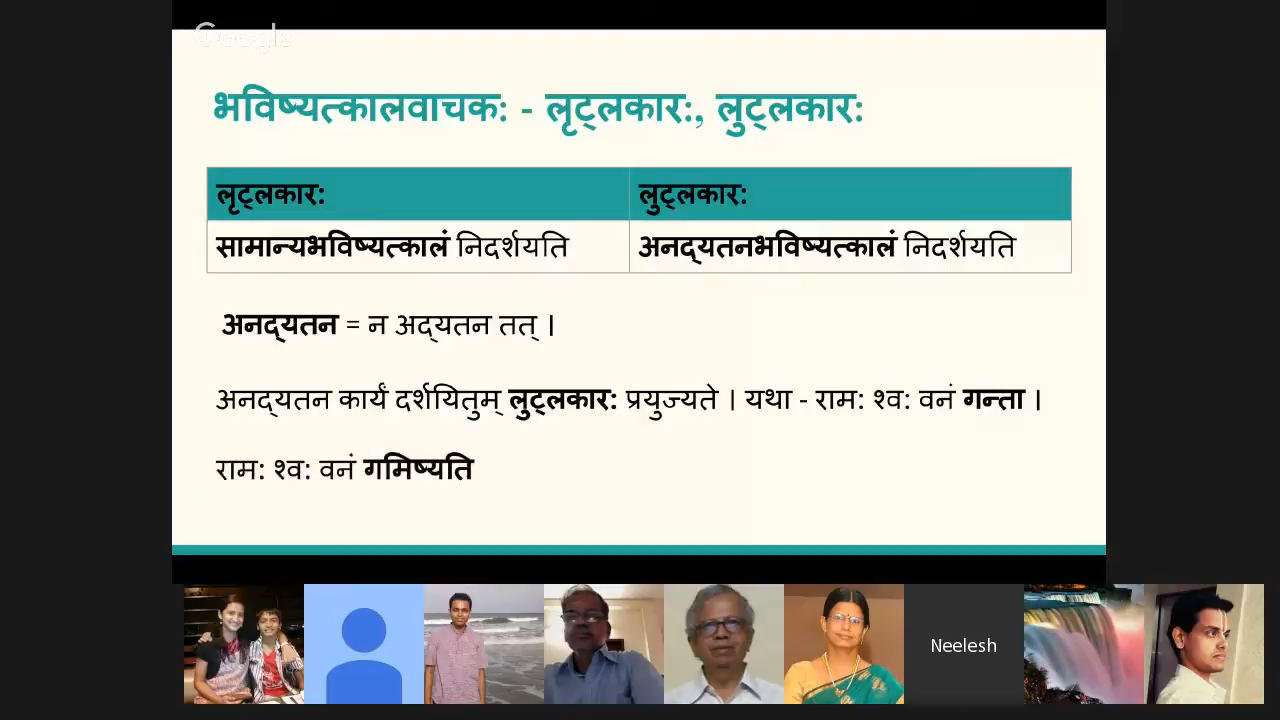 Google
भविष्यत्कालवाचक: - लृट्लकार:, लुट्लकार:
लृट्लकार:
लुट्लकार:
सामान्यभविष्यत्कालं निदर्शयति
अनद्यतनभविष्यत्कालं निदर्शयति
अनद्यतन = न अद्यतन तत् ।
अनद्यतन कार्यं दर्शयितुम् लुट्लकार: प्रयुज्यते । यथा - राम: श्व: वनं गन्ता ।
राम: श्व: वनं गमिष्यति
Neelesh